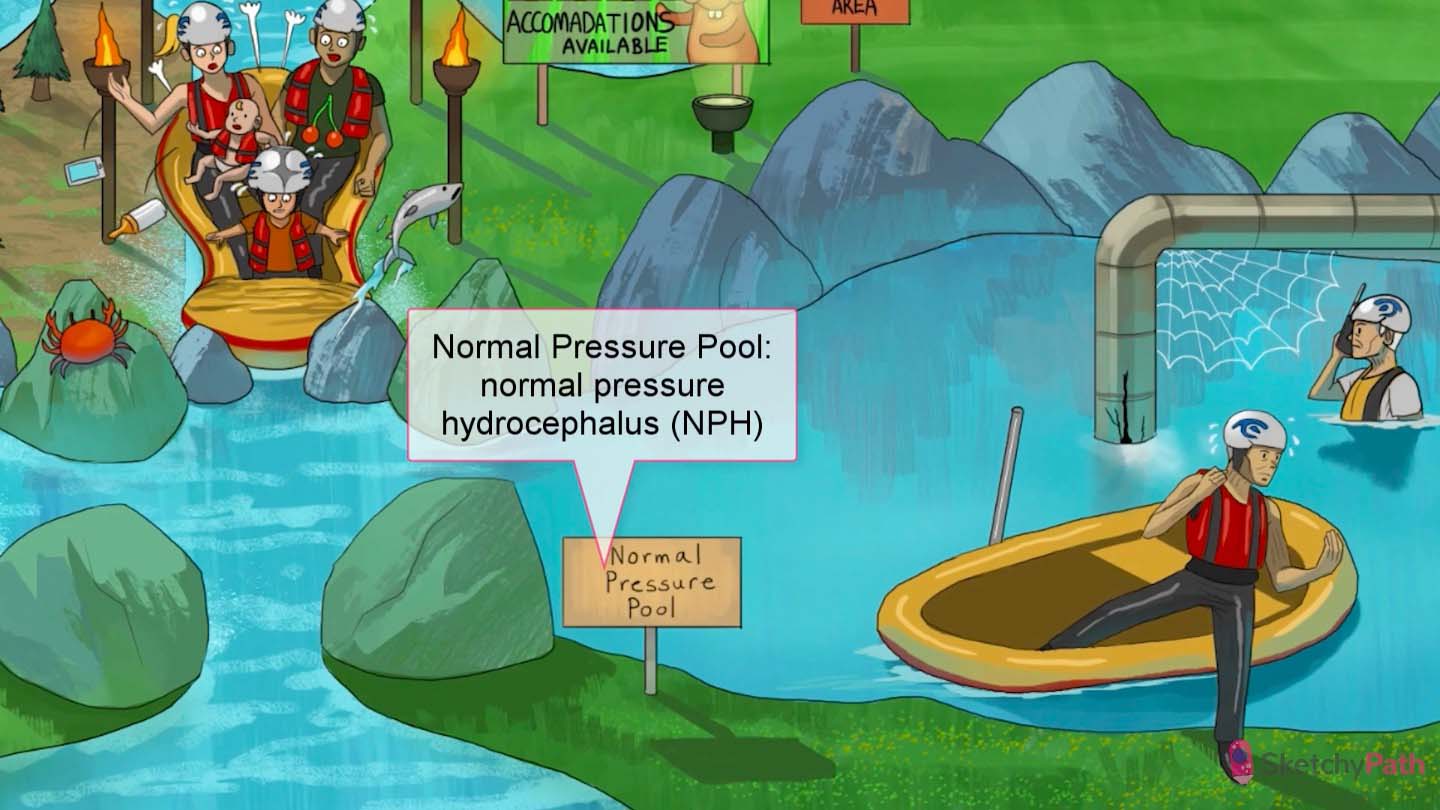 ACCOMADATIONS
AVAILABLE
AREA
Normal Pressure Pool:
normal pressure
hydrocephalus (NPH)
Normal
Pressure
Pool
SketchyPath